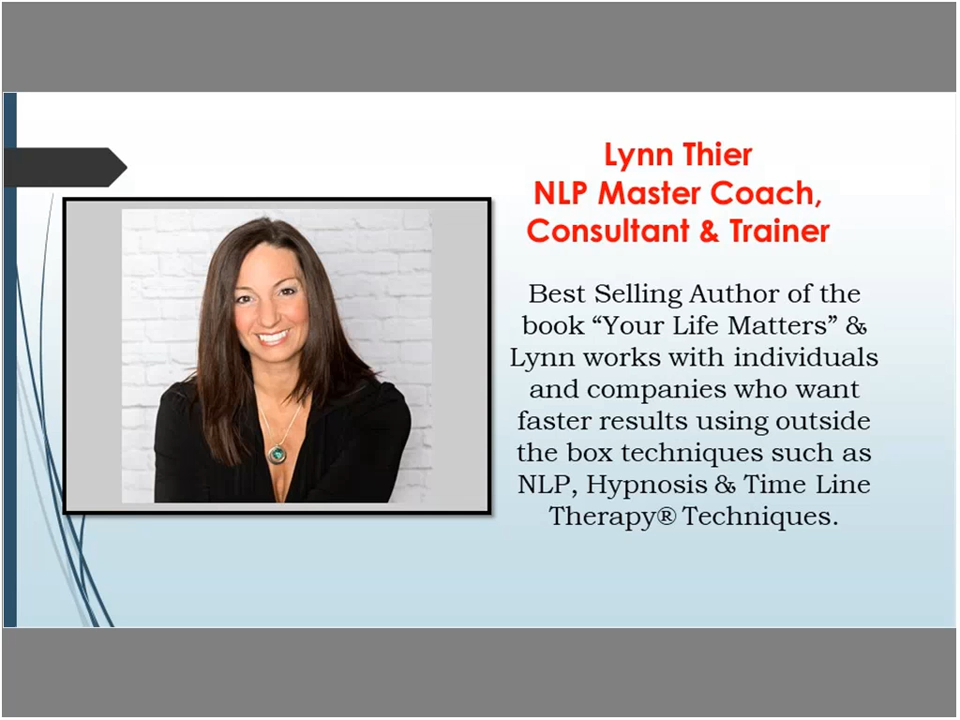 Lynn Thier
NLP Master Coach,
Consultant & Trainer
Best Selling Author of the
book “Your Life Matters” &
Lynn works with individuals
and companies who want
faster results using outside
the box techniques such as
NLP, Hypnosis & Time Line
Therapy® Techniques.